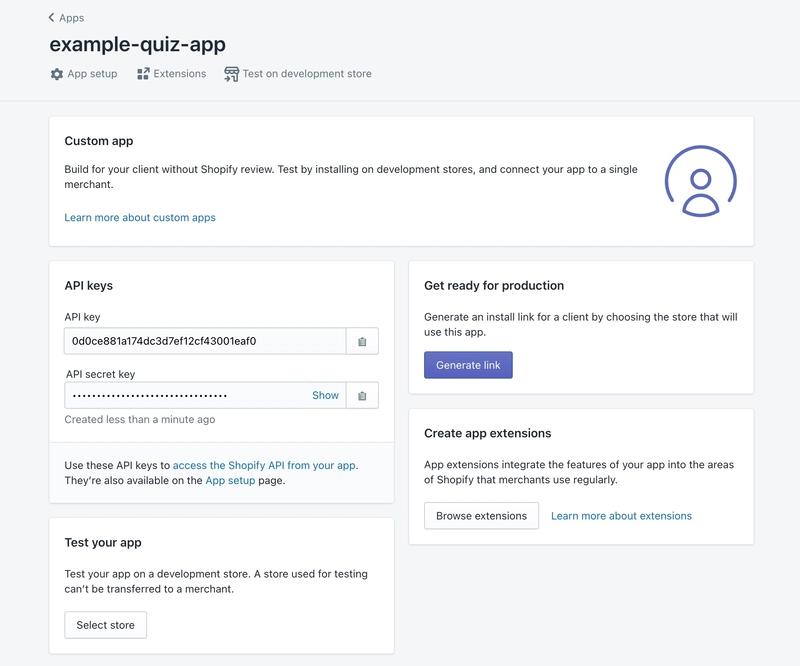 Apps
example-quiz-app
App setup
Extensions
Test on development store
Custom app
Build for your client without Shopify review. Test by installing on development stores, and connect your app to a single
merchant.
Learn more about custom apps
API keys
API key
0d0ce881a174dc3d7ef12cf43001eaf0
API secret key
••••••••••••••••••••••••••••••••
Show
Created less than a minute ago
Use these API keys to access the Shopify API from your app.
They’re also available on the App setup page.
Test your app
Test your app on a development store. A store used for testing
can’t be transferred to a merchant.
Select store
Get ready for production
Generate an install link for a client by choosing the store that will
use this app.
Generate link
Create app extensions
App extensions integrate the features of your app into the areas
of Shopify that merchants use regularly.
Browse extensions
Learn more about extensions